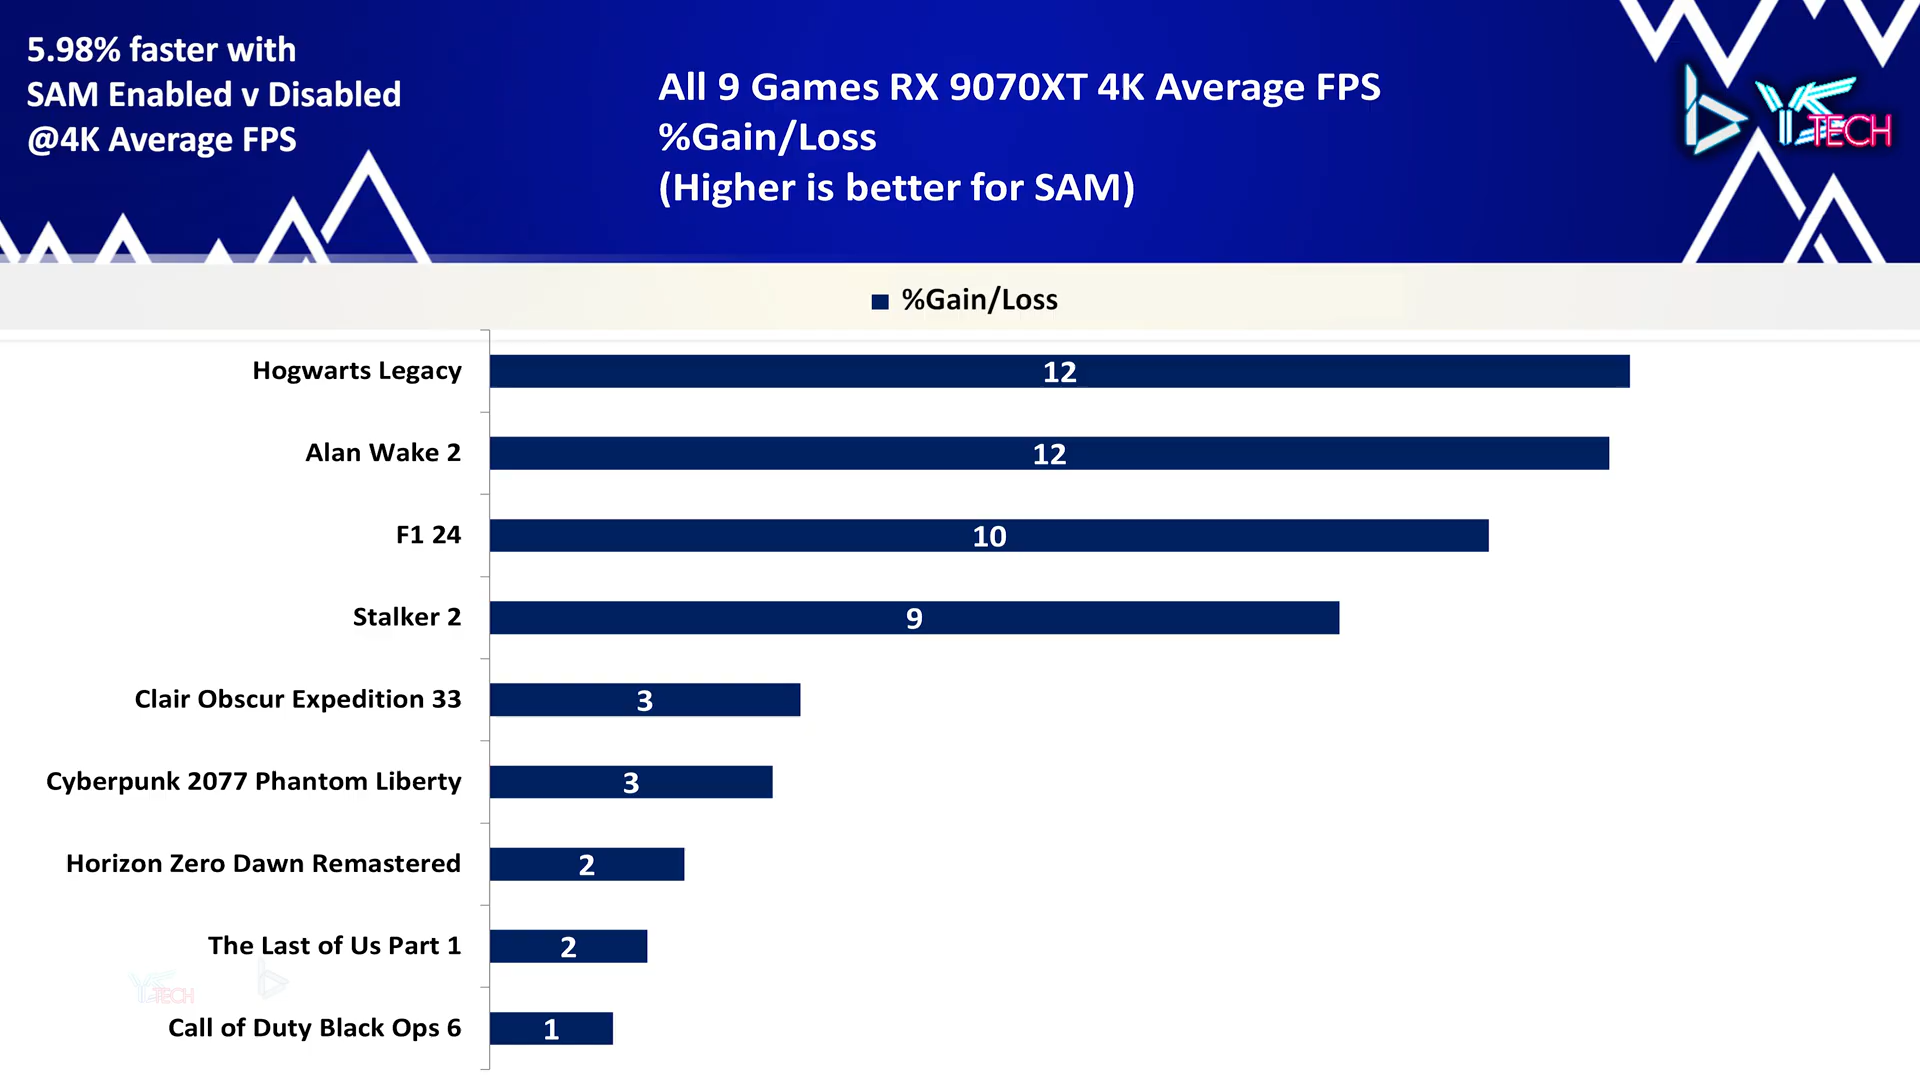 5.98% faster with
SAM Enabled v Disabled
@4K Average FPS
All 9 Games RX 9070XT 4K Average FPS
%Gain/Loss
(Higher is better for SAM)
TECH
%Gain/Loss
Hogwarts Legacy 12
Alan Wake 2 12
F1 24 10
Stalker 2 9
Clair Obscur Expedition 33 3
Cyberpunk 2077 Phantom Liberty 3
Horizon Zero Dawn Remastered 2
The Last of Us Part 1 2
TECH
Call of Duty Black Ops 6 1